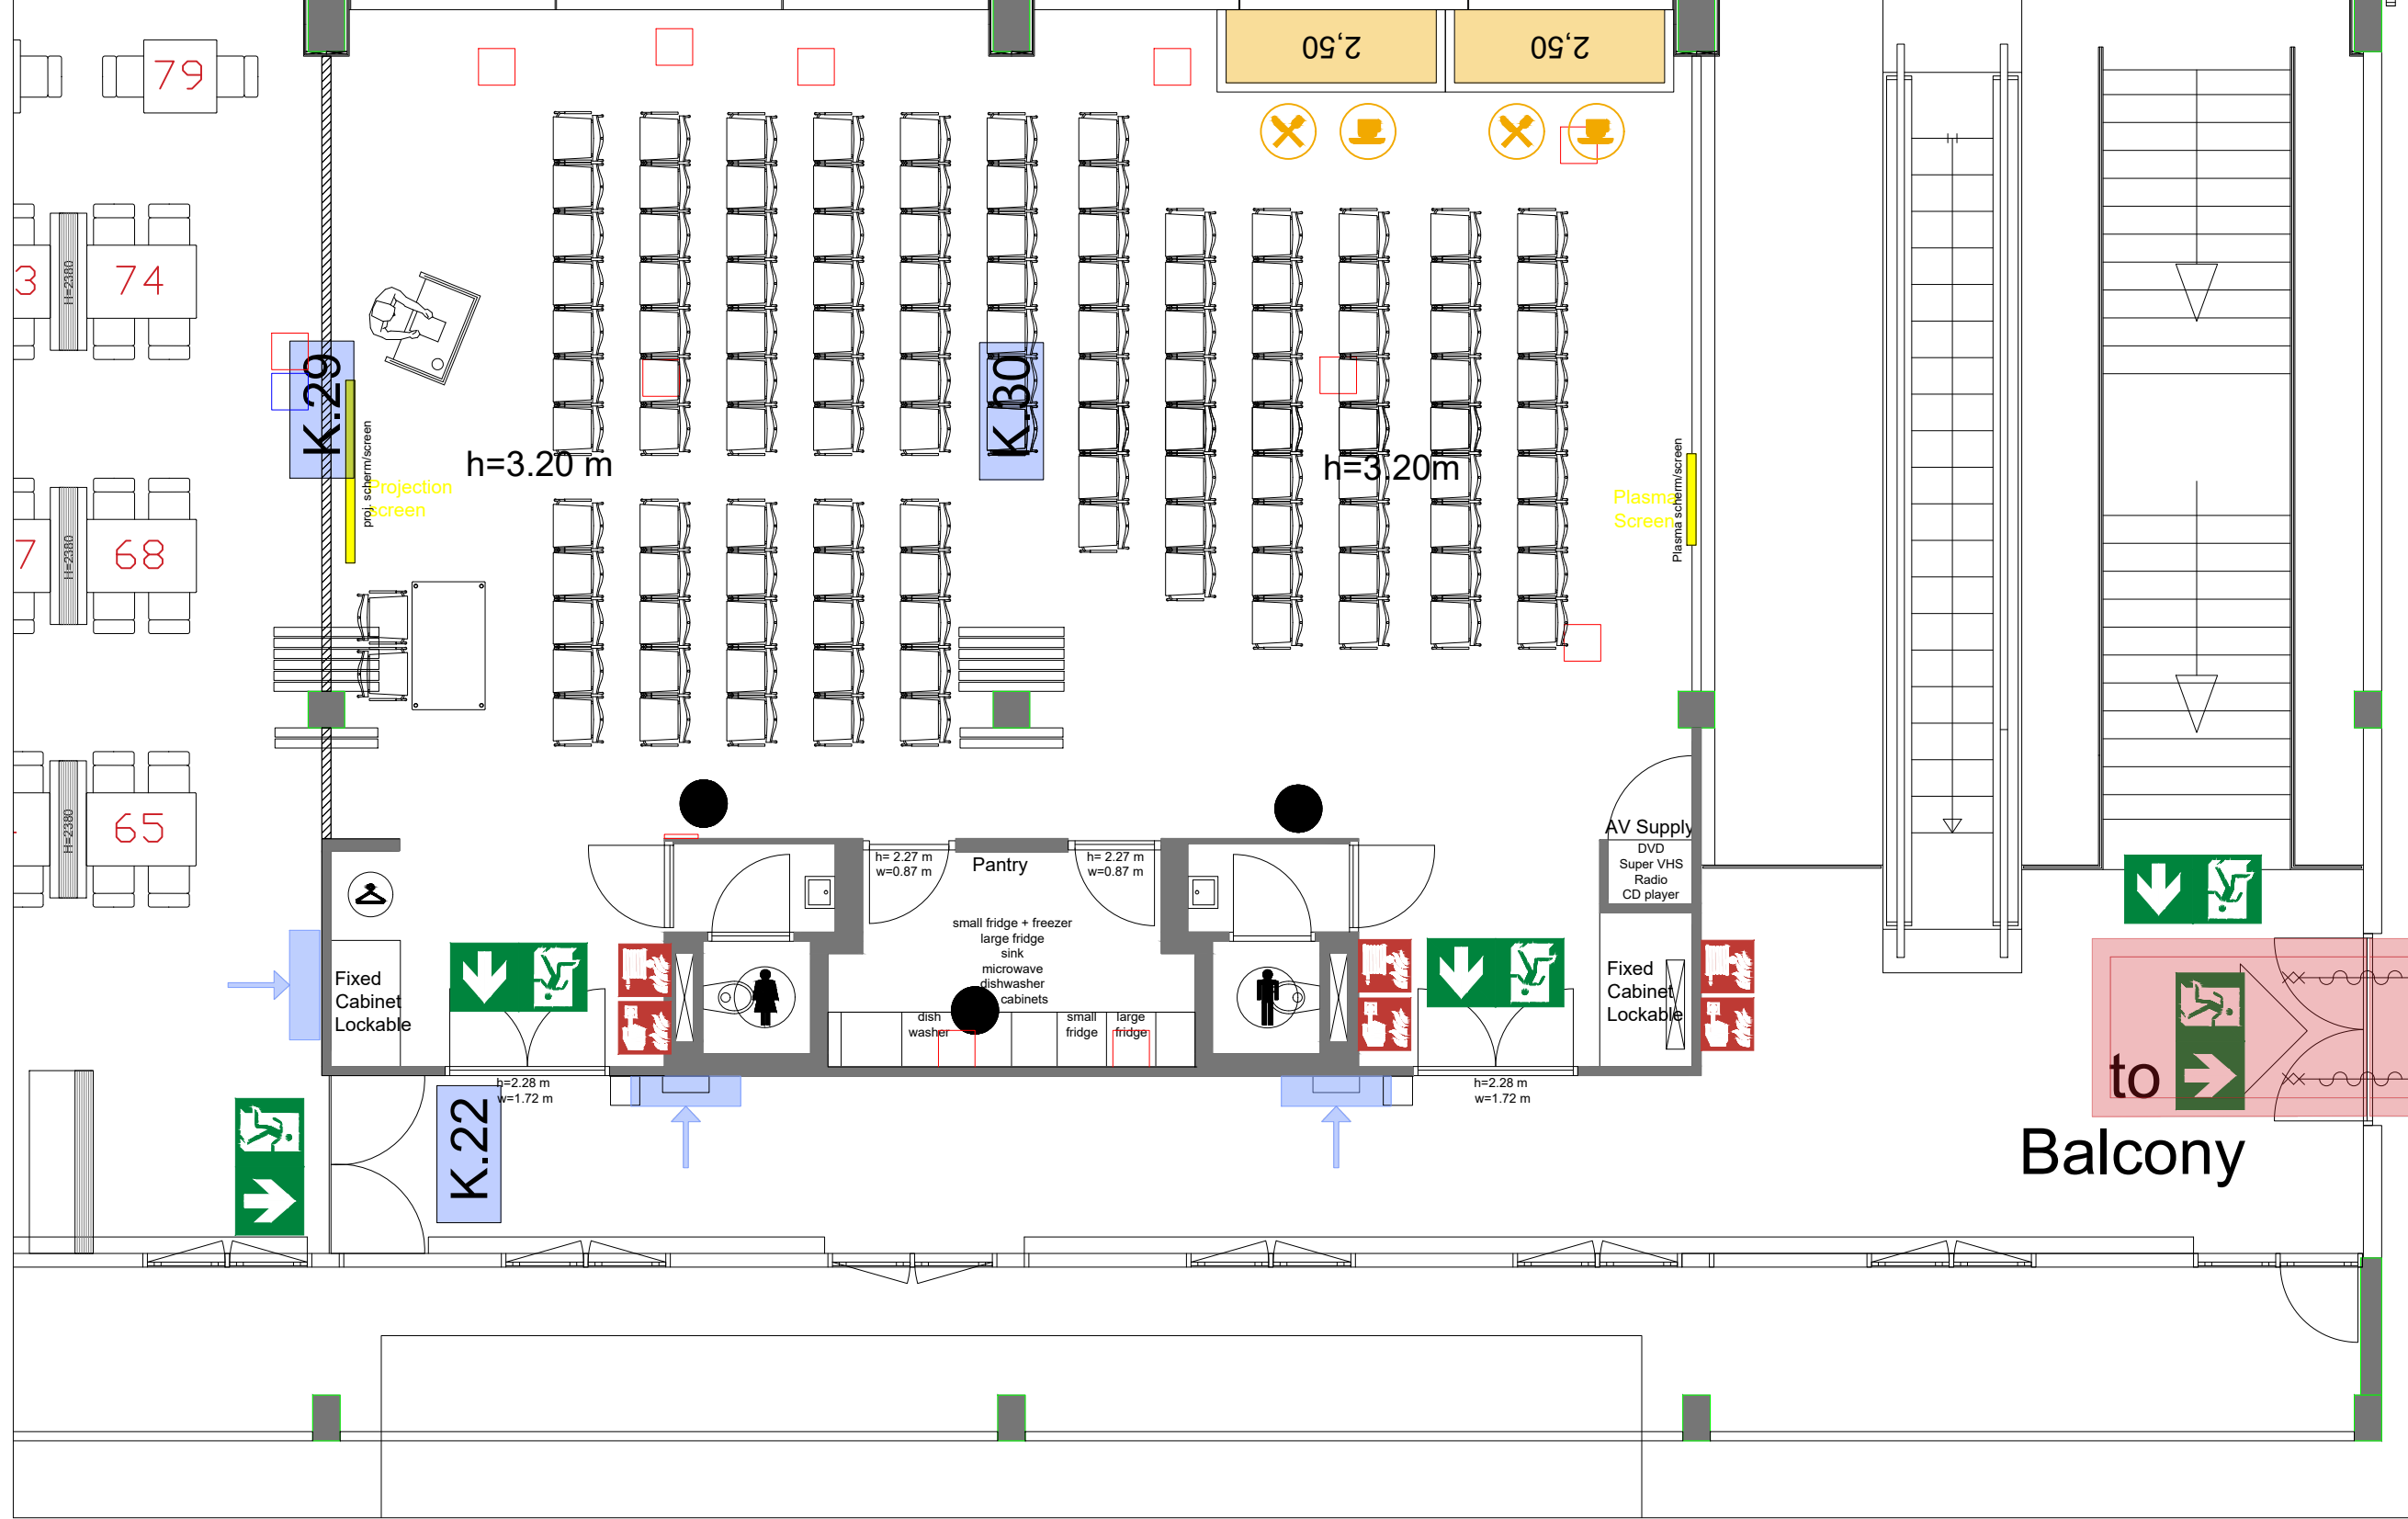 2,50
2,50
79
3
74
H=2380
K.29
K.30
h=3.20 m
h=3.20m
proj. scherm/screen
Projection
screen
Plasma
Screen
Plasma scherm/screen
7
68
H=2380
65
H=2380
AV Supply
DVD
Super VHS
Radio
CD player
h= 2.27 m
w=0.87 m
Pantry
h= 2.27 m
w=0.87 m
small fridge + freezer
large fridge
sink
microwave
dishwasher
cabinets
Fixed
Cabinet
Lockable
dish
washer
small
fridge
large
fridge
Fixed
Cabinet
Lockable
h=2.28 m
w=1.72 m
h=2.28 m
w=1.72 m
K.22
to
Balcony